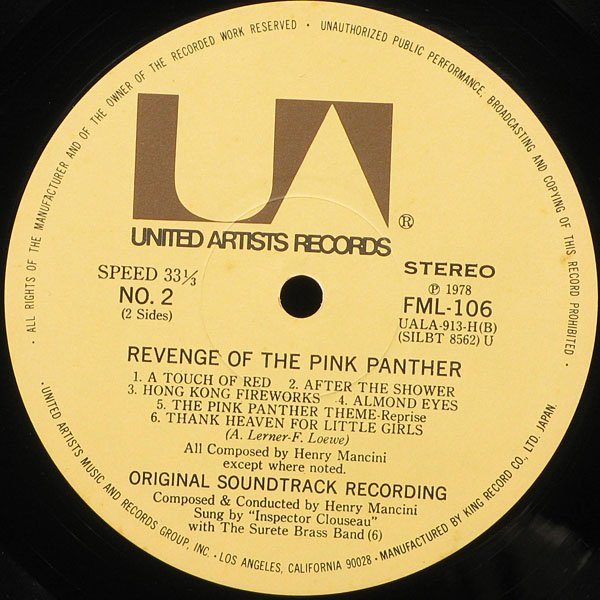 · ALL RIGHTS OF THE MANUFACTURER AND OF THE OWNER OF THE RECORDED WORK RESERVED · UNAUTHORIZED PUBLIC PERFORMANCE, BROADCASTING AND COPYING OF THIS RECORD PROHIBITED ·
UA
®
UNITED ARTISTS RECORDS
SPEED 33⅓
NO. 2
(2 Sides)
STEREO
℗ 1978
FML-106
UALA-913-H(B)
(SILBT 8562) U
REVENGE OF THE PINK PANTHER
1. A TOUCH OF RED 2. AFTER THE SHOWER
3. HONG KONG FIREWORKS 4. ALMOND EYES
5. THE PINK PANTHER THEME-Reprise
6. THANK HEAVEN FOR LITTLE GIRLS
(A. Lerner-F. Loewe)
All Composed by Henry Mancini
except where noted.
ORIGINAL SOUNDTRACK RECORDING
Composed & Conducted by Henry Mancini
Sung by "Inspector Clouseau"
with The Surete Brass Band (6)
· UNITED ARTISTS MUSIC AND RECORDS GROUP, INC. · LOS ANGELES, CALIFORNIA 90028 · MANUFACTURED BY KING RECORD CO., LTD. JAPAN.